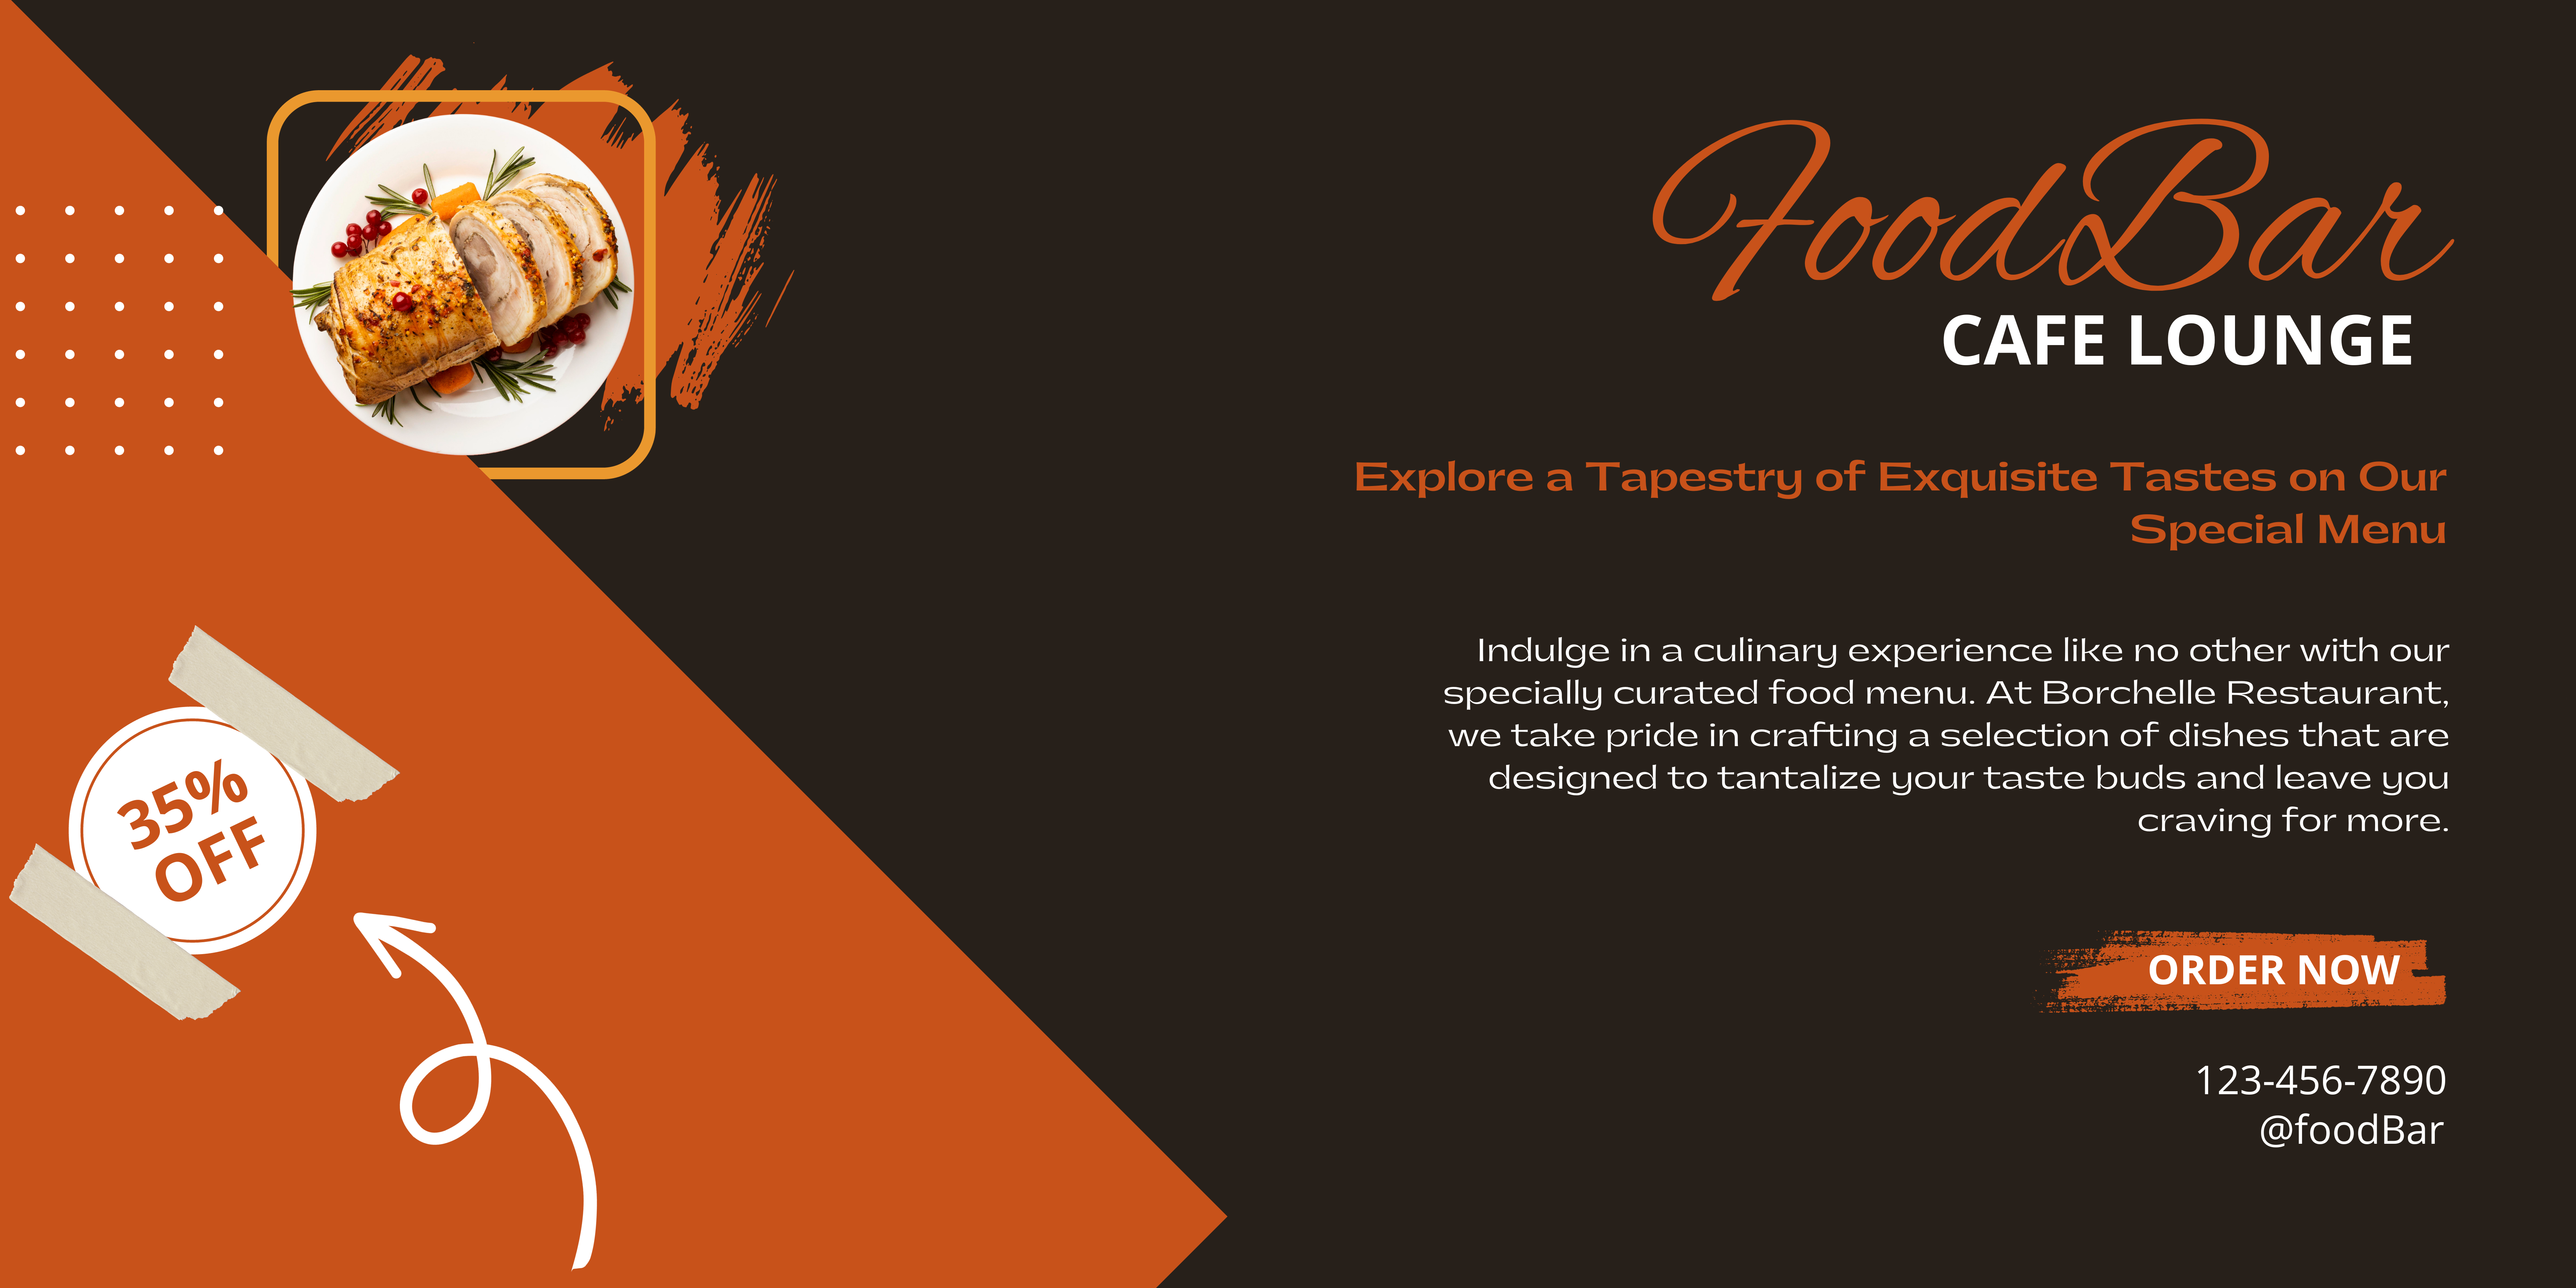 FoodBar
CAFE LOUNGE
Explore a Tapestry of Exquisite Tastes on Our
Special Menu
Indulge in a culinary experience like no other with our
specially curated food menu. At Borchelle Restaurant,
we take pride in crafting a selection of dishes that are
designed to tantalize your taste buds and leave you
craving for more.
35%
OFF
ORDER NOW
123-456-7890
@foodBar